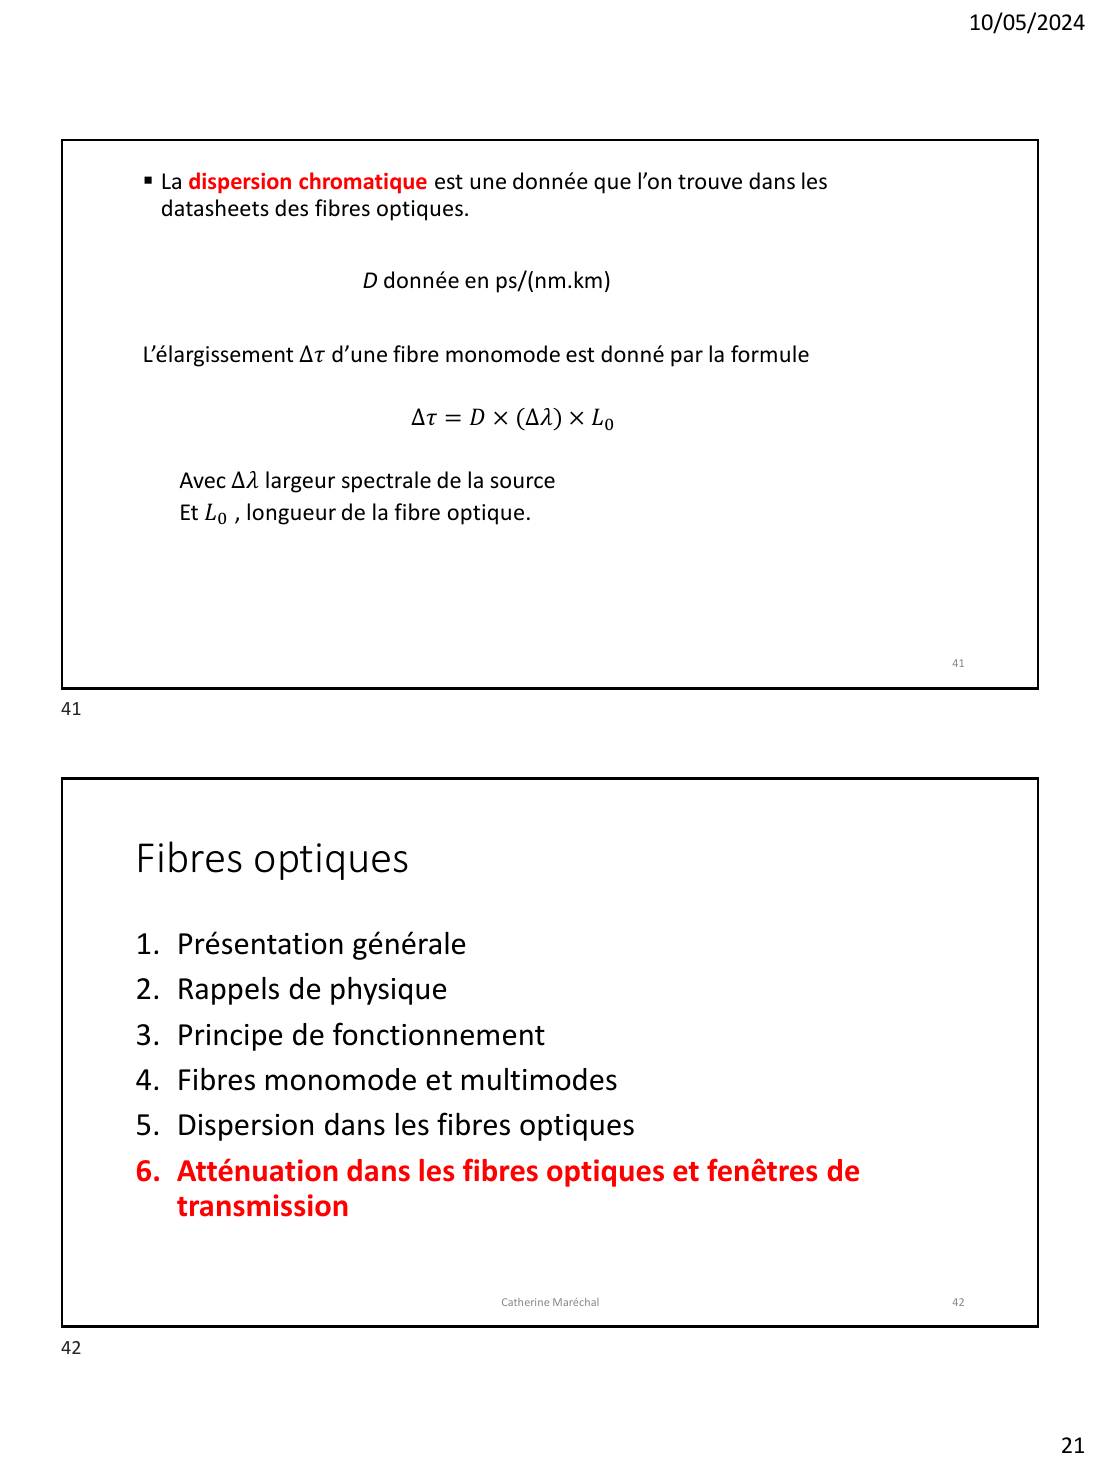 10/05/2024
▪ La dispersion chromatique est une donnée que l’on trouve dans les
datasheets des fibres optiques.
D donnée en ps/(nm.km)
L’élargissement Δτ d’une fibre monomode est donné par la formule
Δτ = D × (Δλ) × L₀
Avec Δλ largeur spectrale de la source
Et L₀ , longueur de la fibre optique.
41
41
Fibres optiques
1. Présentation générale
2. Rappels de physique
3. Principe de fonctionnement
4. Fibres monomode et multimodes
5. Dispersion dans les fibres optiques
6. Atténuation dans les fibres optiques et fenêtres de
transmission
Catherine Maréchal
42
42
21